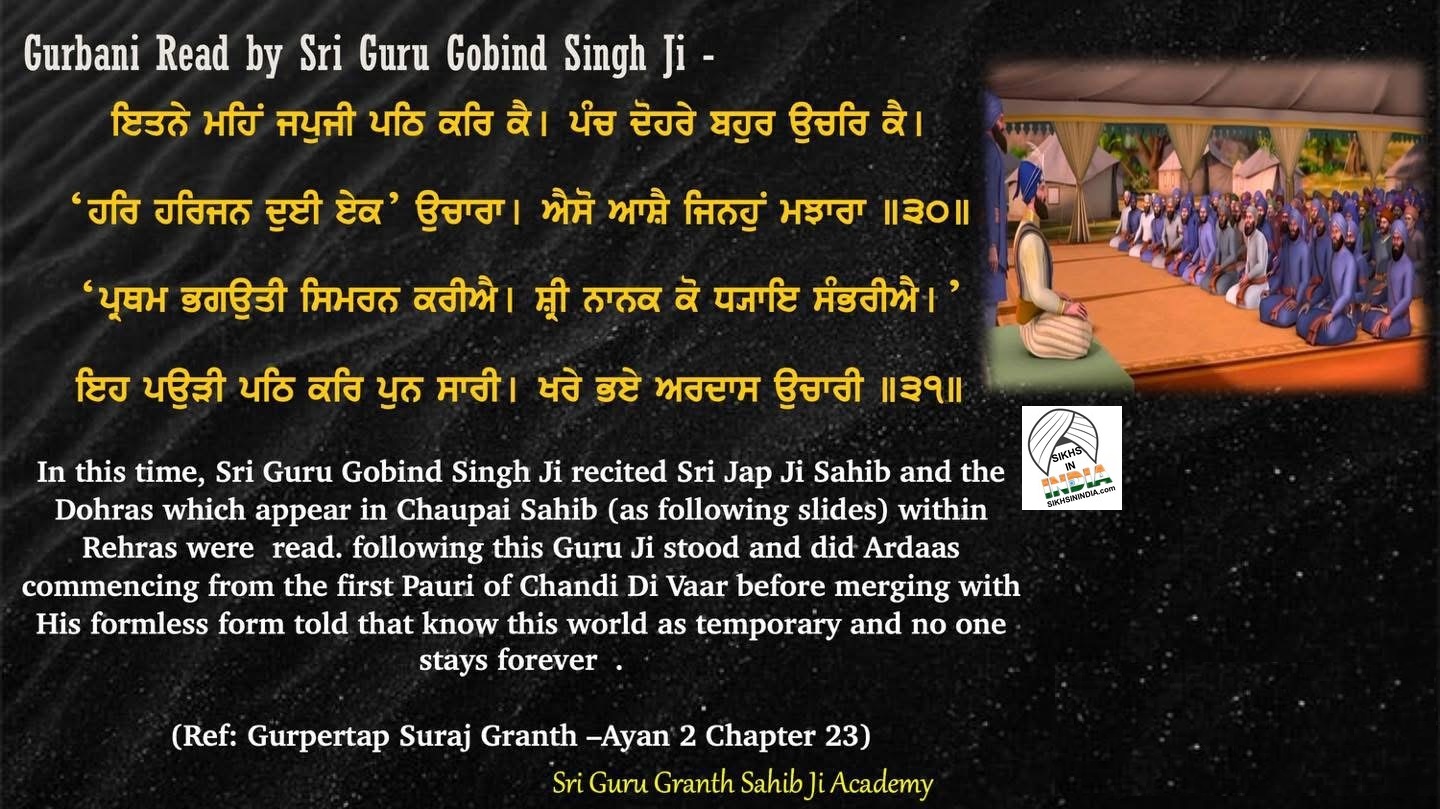 Gurbani Read by Sri Guru Gobind Singh Ji -
ਇਤਨੇ ਮਹਿਂ ਜਪੁਜੀ ਪਠਿ ਕਰਿ ਕੈ। ਪੰਚ ਦੋਹਰੇ ਬਹੁਰ ਉਚਰਿ ਕੈ।
‘ਹਰਿ ਹਰਿਜਨ ਦੁਈ ਏਕ’ ਉਚਾਰਾ। ਐਸੋ ਆਸ਼ੈ ਜਿਨਹੁਂ ਮਝਾਰਾ ॥੩੦॥
‘ਪ੍ਰਥਮ ਭਗਉਤੀ ਸਿਮਰਨ ਕਰੀਐ। ਸ਼੍ਰੀ ਨਾਨਕ ਕੋ ਧ੍ਯਾਇ ਸੰਭਰੀਐ।’
ਇਹ ਪਉੜੀ ਪਠਿ ਕਰਿ ਪੁਨ ਸਾਰੀ। ਖਰੇ ਭਏ ਅਰਦਾਸ ਉਚਾਰੀ ॥੩੧॥
In this time, Sri Guru Gobind Singh Ji recited Sri Jap Ji Sahib and the
Dohras which appear in Chaupai Sahib (as following slides) within
Rehras were  read. following this Guru Ji stood and did Ardaas
commencing from the first Pauri of Chandi Di Vaar before merging with
His formless form told that know this world as temporary and no one
stays forever  .
(Ref: Gurpertap Suraj Granth –Ayan 2 Chapter 23)
Sri Guru Granth Sahib Ji Academy
SIKHS
IN
INDIA
SIKHSININDIA.com